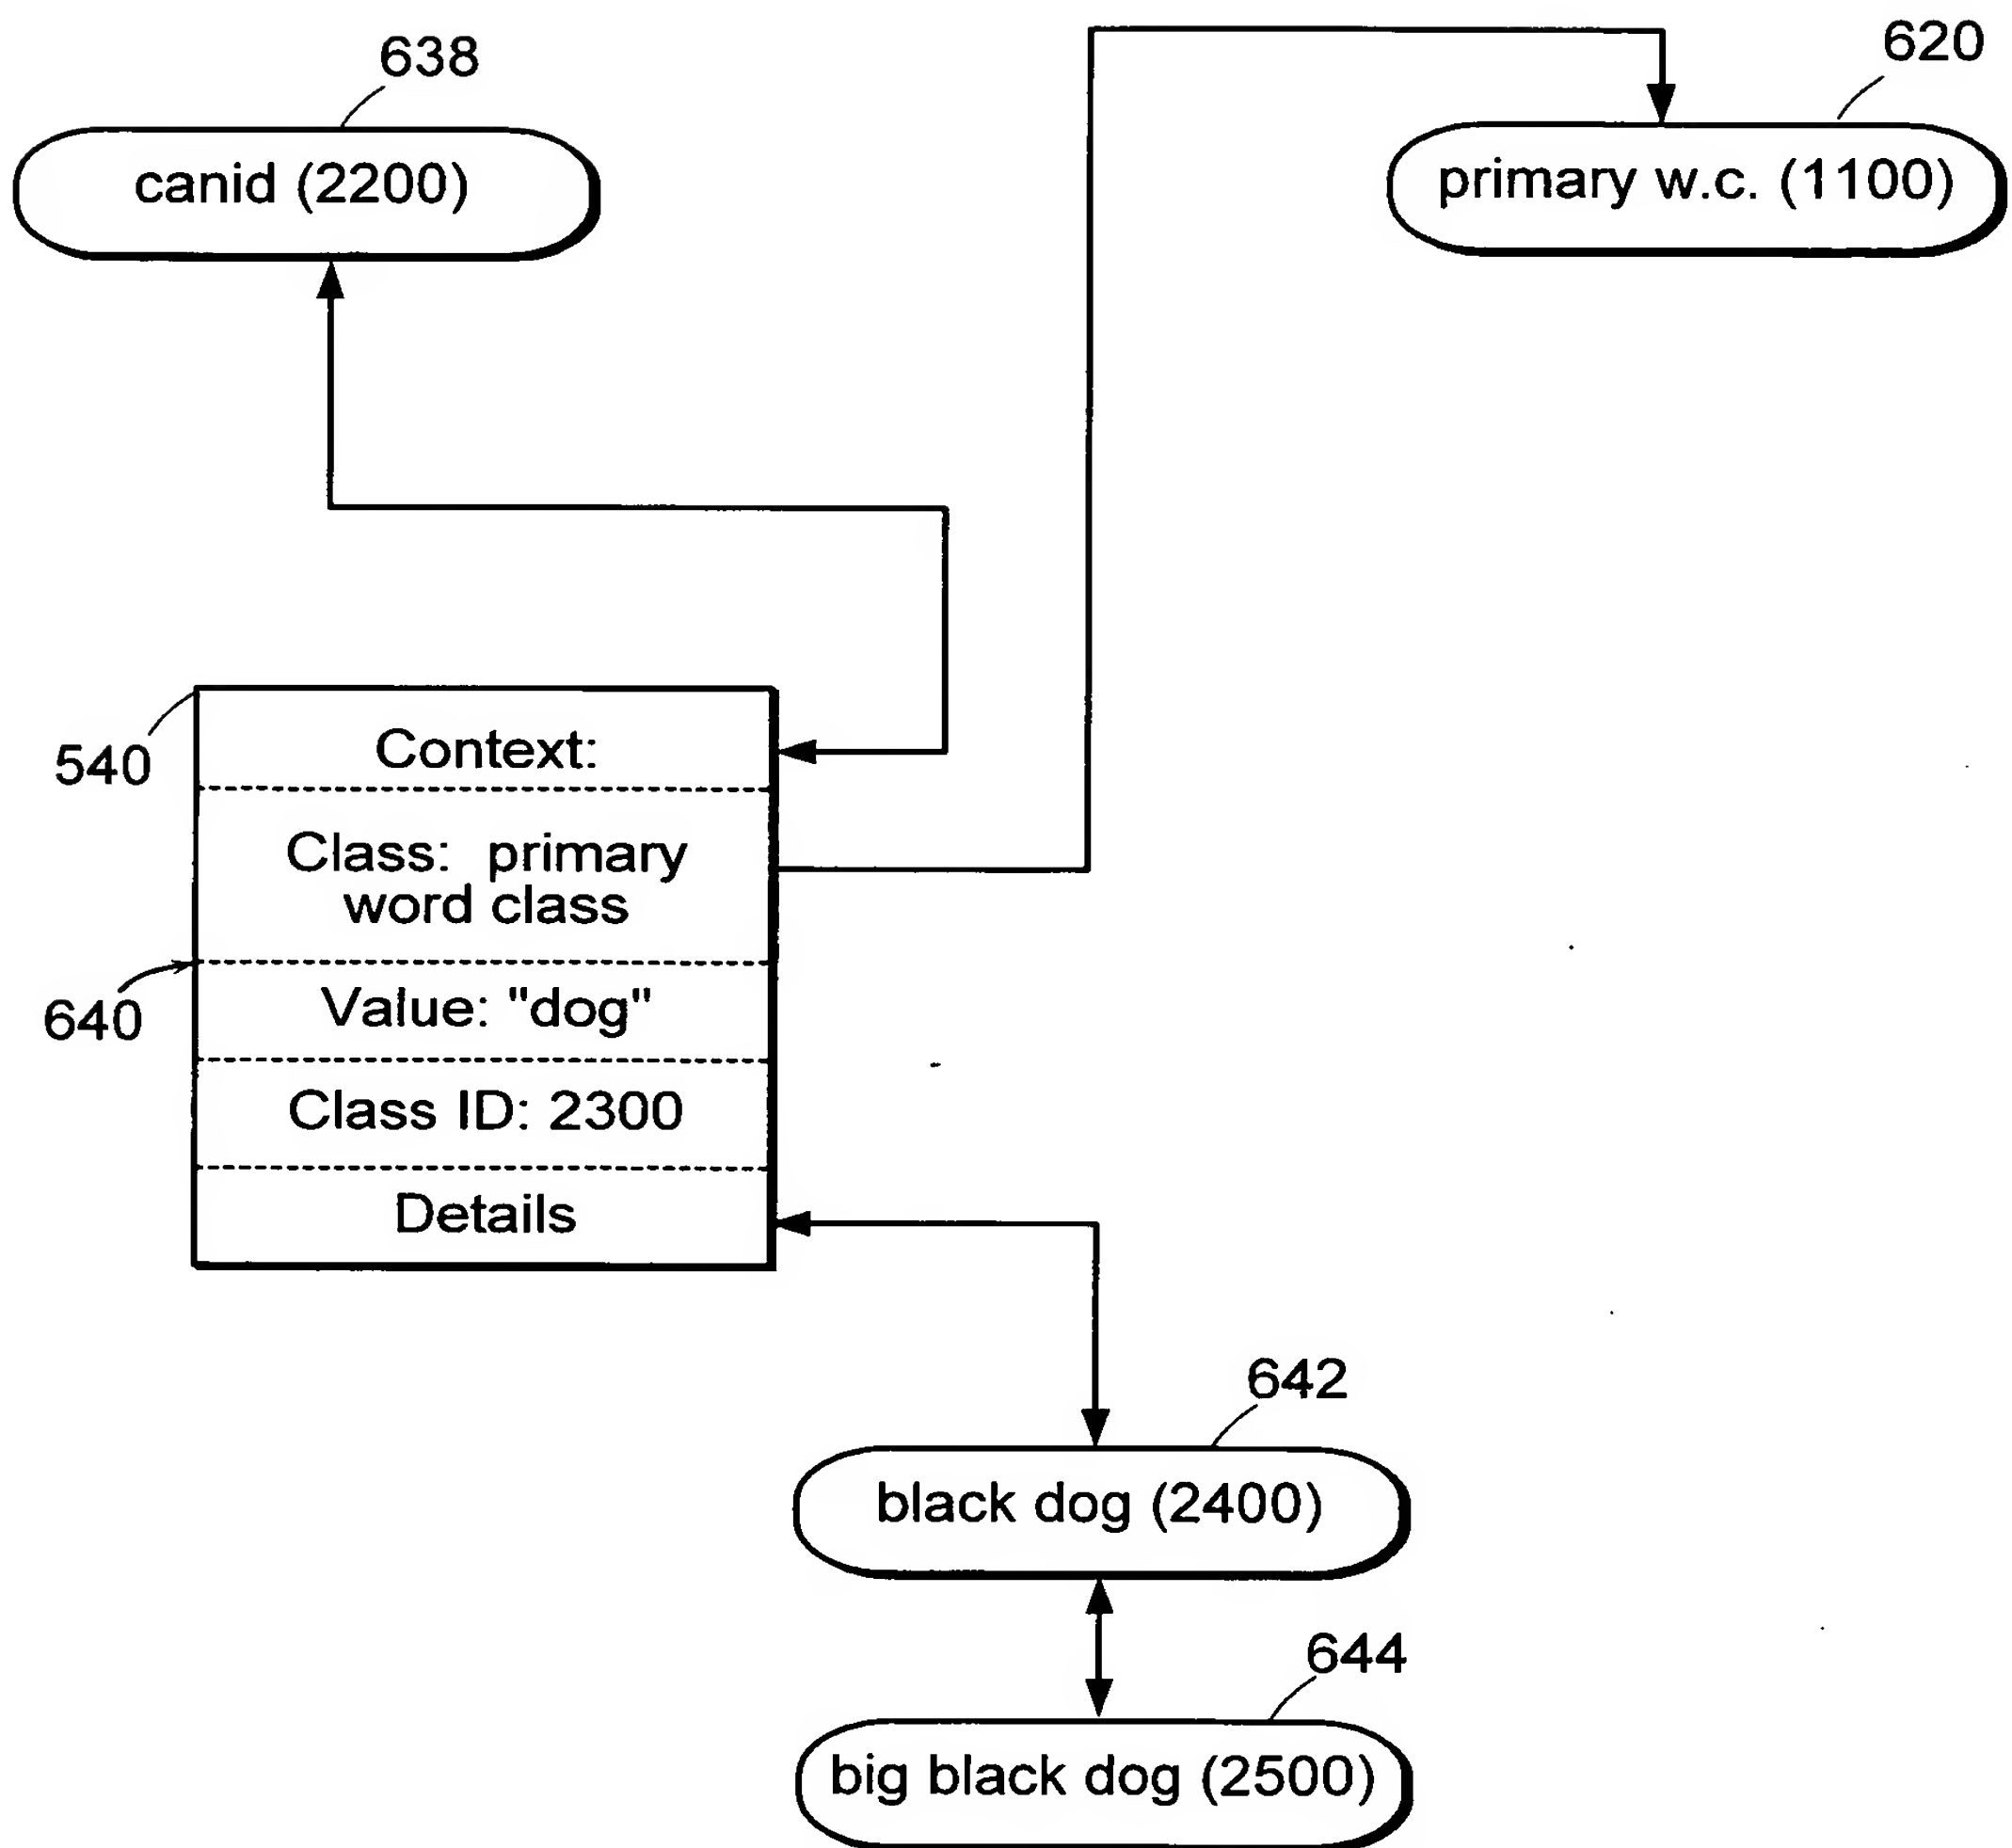 638
canid (2200)
620
primary w.c. (1100)
540
Context:
Class: primary
word class
640
Value: "dog"
Class ID: 2300
Details
642
black dog (2400)
644
big black dog (2500)